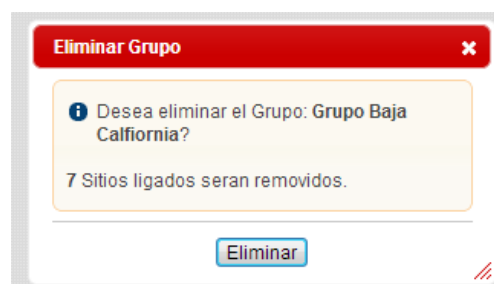 Eliminar Grupo
Desea eliminar el Grupo: Grupo Baja
Calfiornia?
7 Sitios ligados seran removidos.
Eliminar